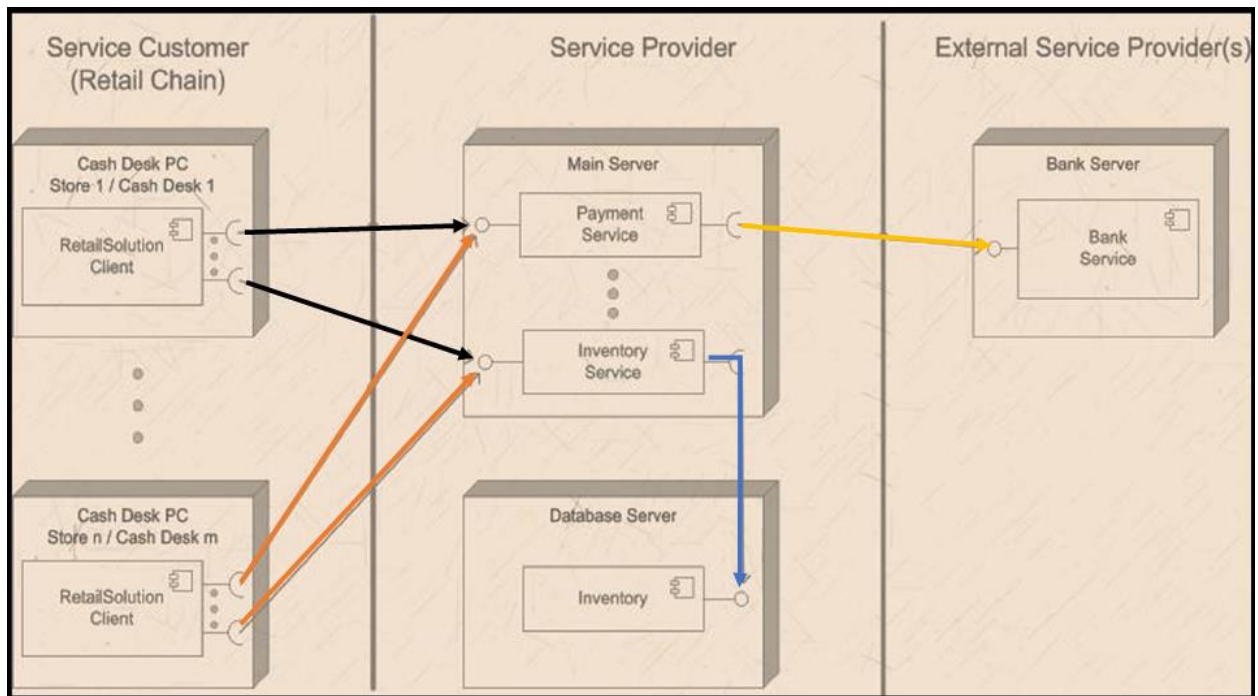 Service Customer
(Retail Chain)
Service Provider
External Service Provider(s)
Cash Desk PC
Store 1 / Cash Desk 1
RetailSolution
Client
Main Server
Payment
Service
Inventory
Service
Bank Server
Bank
Service
Cash Desk PC
Store n / Cash Desk m
RetailSolution
Client
Database Server
Inventory